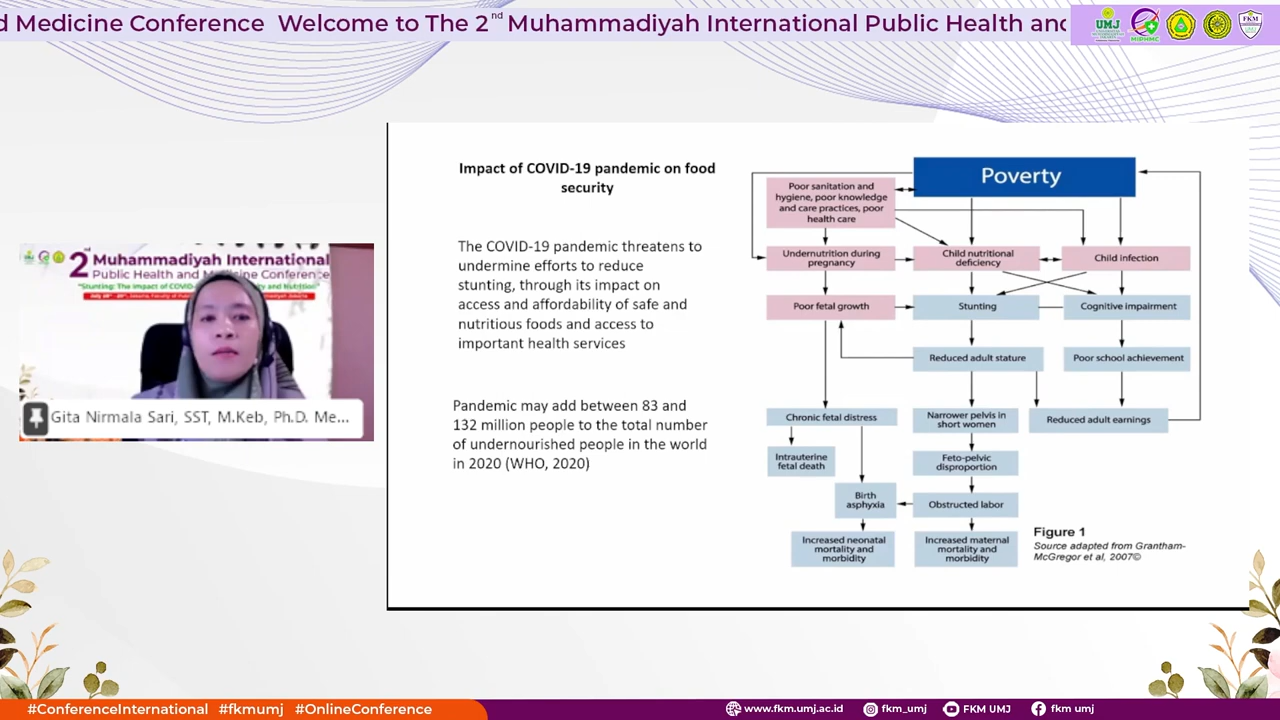 d Medicine Conference Welcome to The 2nd Muhammadiyah International Public Health and
UMJ
MIPHMC
FKM
Impact of COVID-19 pandemic on food
security
The COVID-19 pandemic threatens to
undermine efforts to reduce
stunting, through its impact on
access and affordability of safe and
nutritious foods and access to
important health services
Pandemic may add between 83 and
132 million people to the total number
of undernourished people in the world
in 2020 (WHO, 2020)
Poverty
Poor sanitation and
hygiene, poor knowledge
and care practices, poor
health care
Undernutrition during
pregnancy
Child nutritional
deficiency
Child infection
Poor fetal growth
Stunting
Cognitive impairment
Reduced adult stature
Poor school achievement
Chronic fetal distress
Narrower pelvis in
short women
Reduced adult earnings
Intrauterine
fetal death
Feto-pelvic
disproportion
Birth
asphyxia
Obstructed labor
Increased neonatal
mortality and
morbidity
Increased maternal
mortality and
morbidity
Figure 1
Source adapted from Grantham-
McGregor et al, 2007©
2nd Muhammadiyah International
Public Health and Medicine Conference
"Stunting: The Impact of COVID-
ity and Nutrition"
Gita Nirmala Sari, SST, M.Keb, Ph.D. Me...
#ConferenceInternational #fkmumj #OnlineConference
www.fkm.umj.ac.id
fkm_umj
FKM UMJ
fkm umj